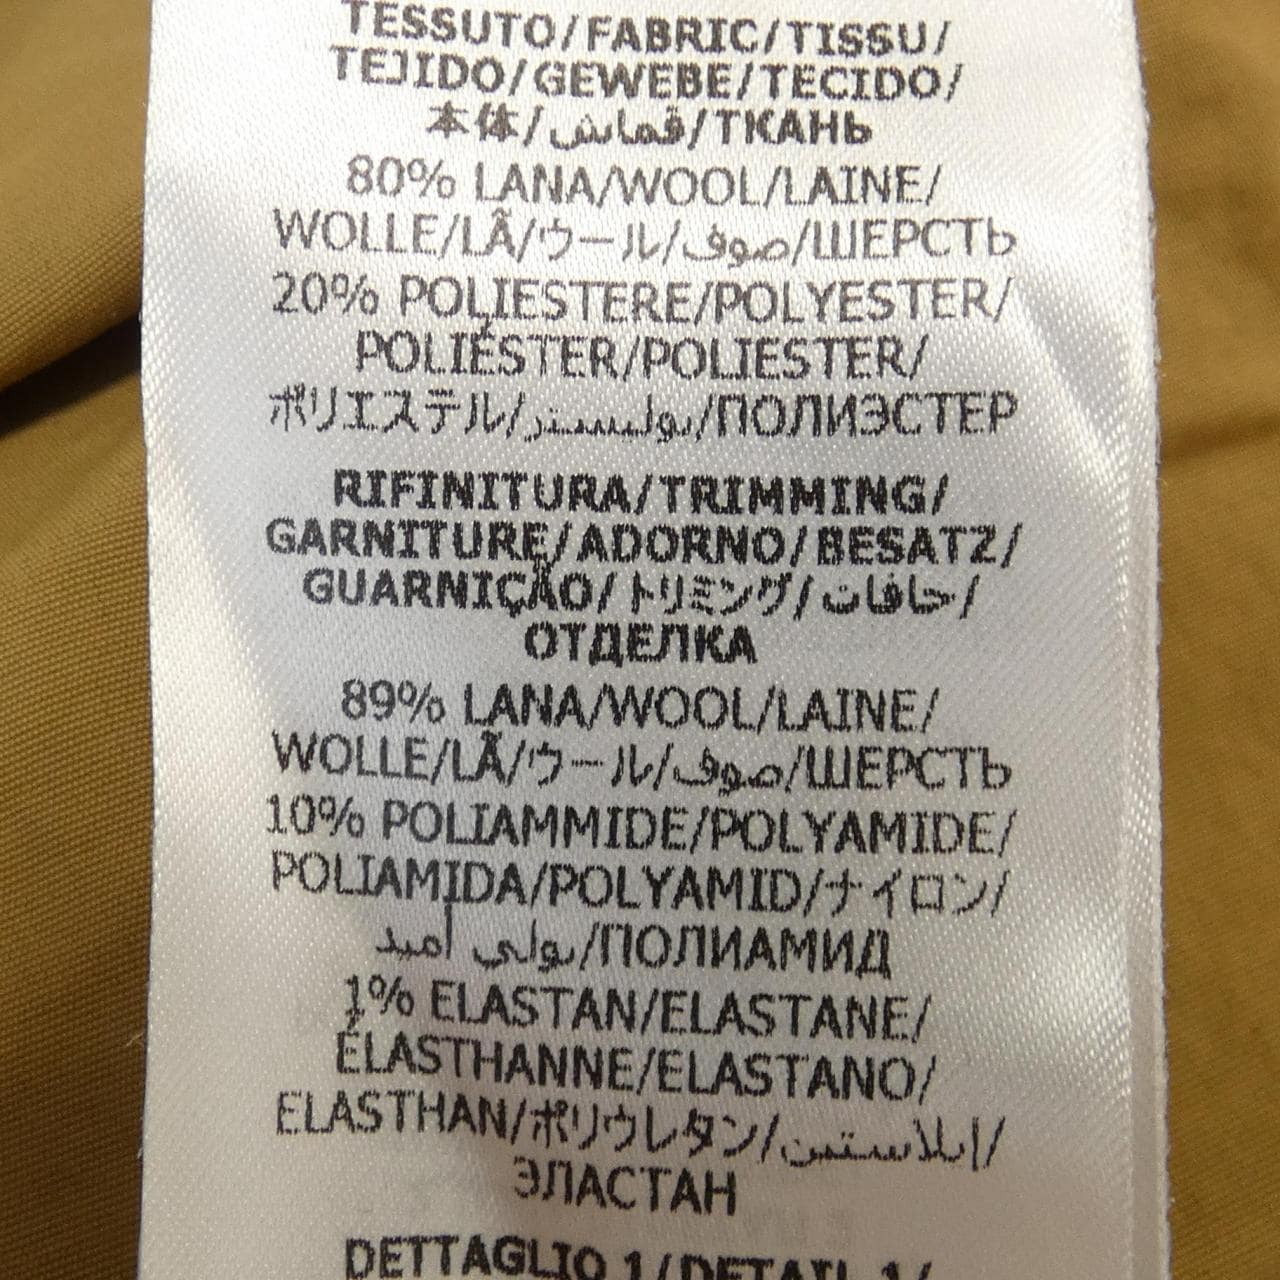 TESSUTO/FABRIC/TISSU/
TEJIDO/GEWEBE/TECIDO/
本体/قماش/ТКАНЬ
80% LANA/WOOL/LAINE/
WOLLE/LÃ/ウール/صوف/ШЕРСТЬ
20% POLIESTERE/POLYESTER/
POLIÉSTER/POLIESTER/
ポリエステル/بوليستر/ПОЛИЭСТЕР
RIFINITURA/TRIMMING/
GARNITURE/ADORNO/BESATZ/
GUARNIÇÃO/トリミング/حافات/
ОТДЕЛКА
89% LANA/WOOL/LAINE/
WOLLE/LÃ/ウール/صوف/ШЕРСТЬ
10% POLIAMMIDE/POLYAMIDE/
POLIAMIDA/POLYAMID/ナイロン/
بولي أميد/ПОЛИАМИД
1% ELASTAN/ELASTANE/
ÉLASTHANNE/ELASTANO/
ELASTHAN/ポリウレタン/إيلاستين/
ЭЛАСТАН
DETTAGLIO 1/DETAIL 1/